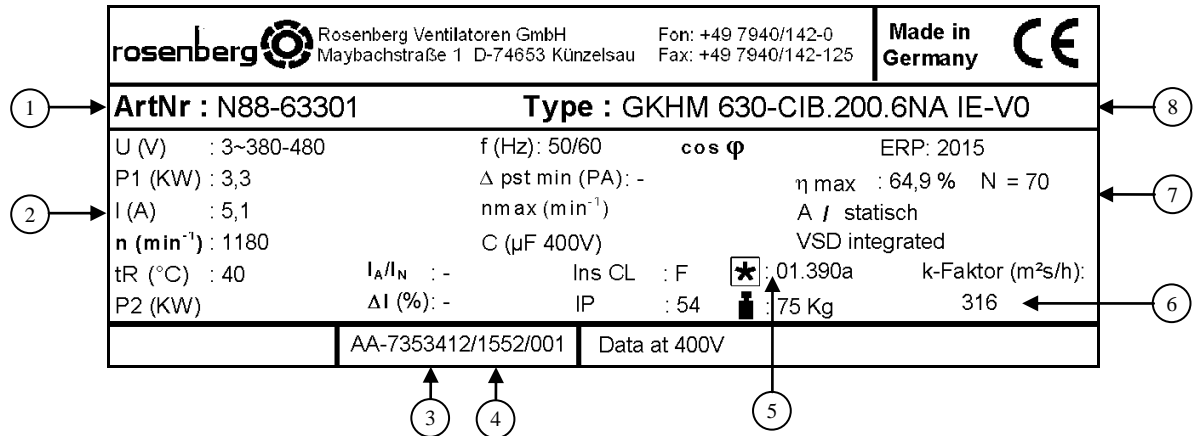 rosenberg Rosenberg Ventilatoren GmbH Fon: +49 7940/142-0 Made in CE
Maybachstraße 1 D-74653 Künzelsau Fax: +49 7940/142-125 Germany
1 ArtNr : N88-63301 Type : GKHM 630-CIB.200.6NA IE-V0 8
U (V) : 3~380-480 f (Hz): 50/60 cos φ ERP: 2015
P1 (KW) : 3,3 Δ pst min (PA): - η max : 64,9 % N = 70 7
2 I (A) : 5,1 nmax (min⁻¹) A / statisch
n (min⁻¹) : 1180 C (µF 400V) VSD integrated
tR (°C) : 40 I_A/I_N : - Ins CL : F * : 01.390a k-Faktor (m²s/h):
P2 (KW) ΔI (%): - IP : 54 : 75 Kg 316 6
AA-7353412/1552/001 Data at 400V
3 4 5